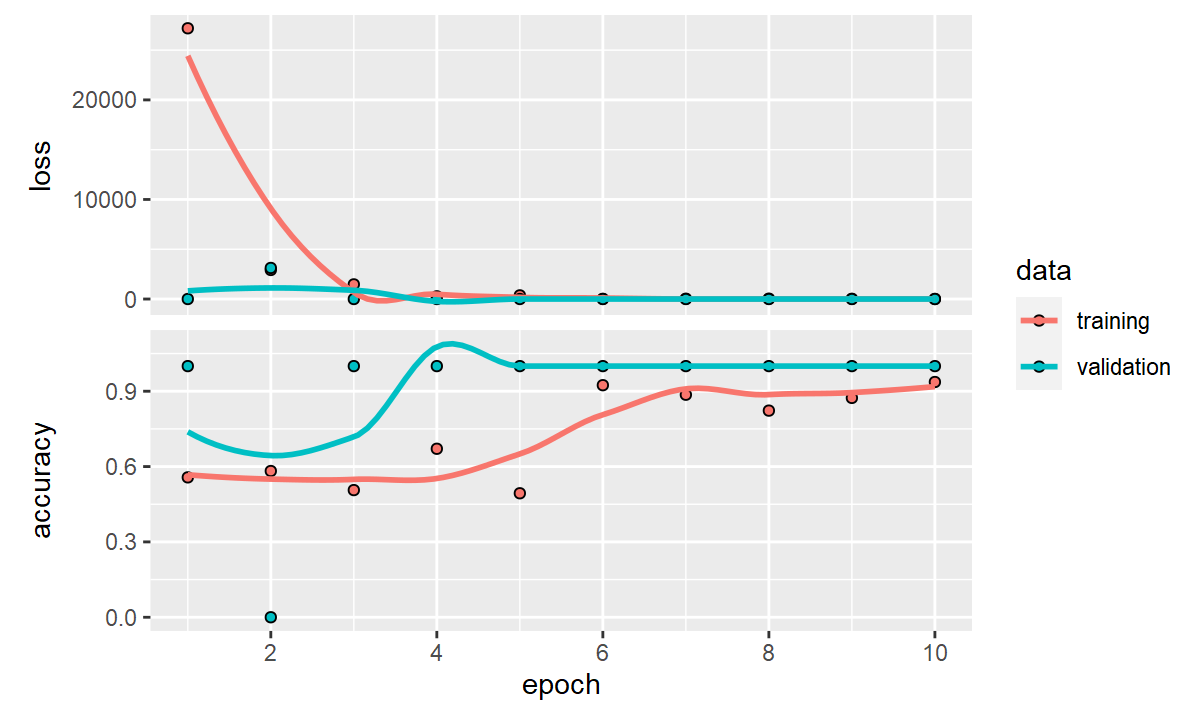 loss
20000
10000
0
accuracy
0.9
0.6
0.3
0.0
2 4 6 8 10
epoch
data
training
validation